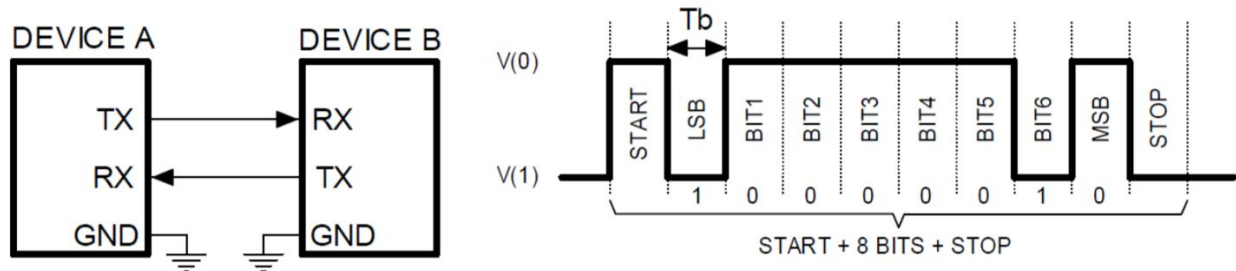 DEVICE A
DEVICE B
TX
RX
RX
TX
GND
GND
Tb
V(0)
V(1)
START
LSB
BIT1
BIT2
BIT3
BIT4
BIT5
BIT6
MSB
STOP
1 0 0 0 0 0 1 0
START + 8 BITS + STOP